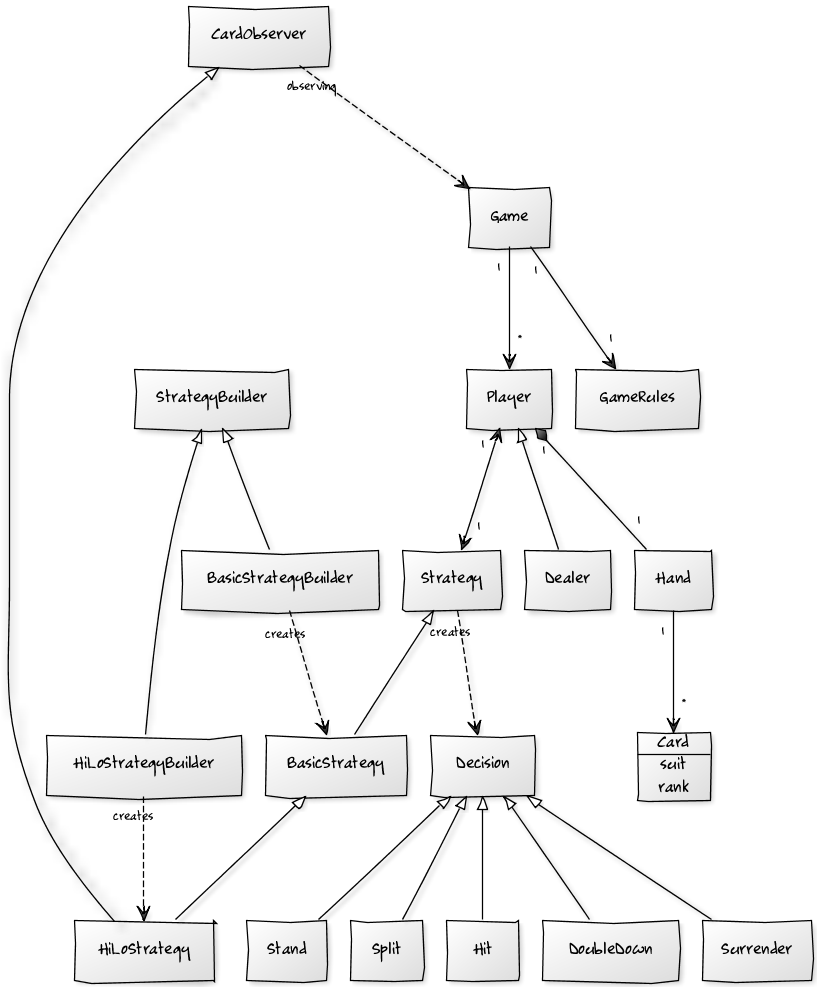 CardObserver
observing
Game
1
1
*
1
StrategyBuilder
Player
GameRules
1
1
1
1
BasicStrategyBuilder
Strategy
Dealer
Hand
creates
creates
1
*
HiLoStrategyBuilder
BasicStrategy
Decision
Card
suit
rank
creates
HiLoStrategy
Stand
Split
Hit
DoubleDown
Surrender